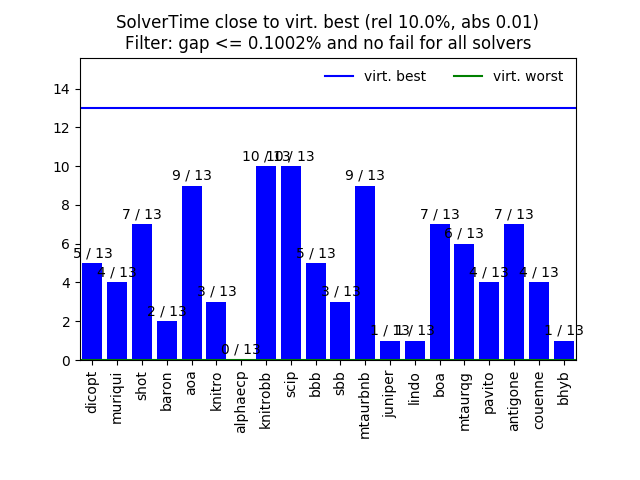 SolverTime close to virt. best (rel 10.0%, abs 0.01)
Filter: gap <= 0.1002% and no fail for all solvers
virt. best
virt. worst
14
12
10
8
6
4
2
0
5 / 13
4 / 13
7 / 13
2 / 13
9 / 13
3 / 13
0 / 13
10 / 13
10 / 13
5 / 13
3 / 13
9 / 13
1 / 13
1 / 13
7 / 13
6 / 13
4 / 13
7 / 13
4 / 13
1 / 13
dicopt
muriqui
shot
baron
aoa
knitro
alphaecp
knitrobb
scip
bbb
sbb
mtaurbnb
juniper
lindo
boa
mtaurqg
pavito
antigone
couenne
bhyb